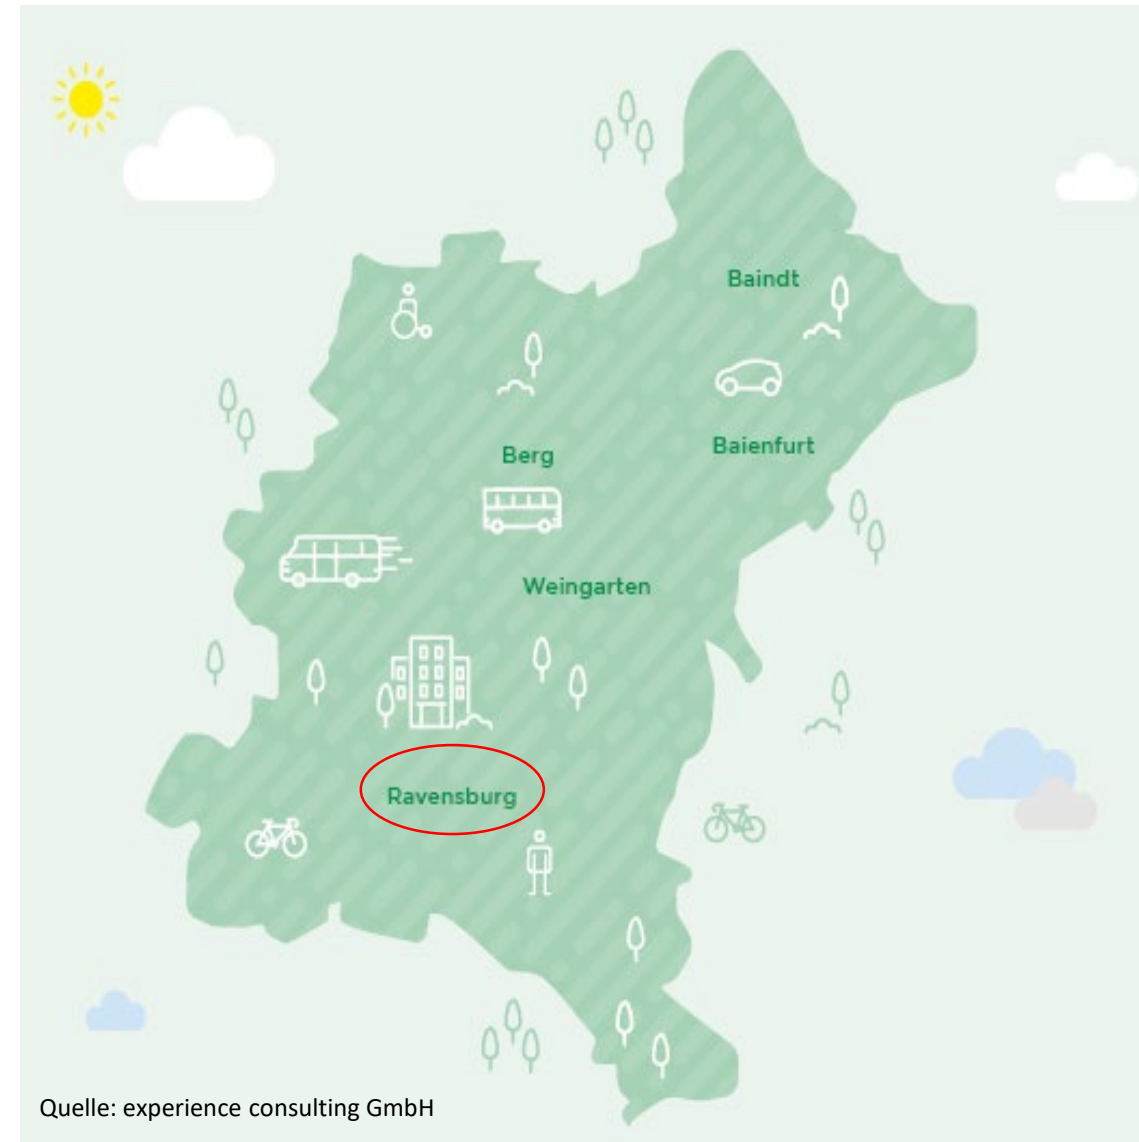 Baindt
Baienfurt
Berg
Weingarten
Ravensburg
Quelle: experience consulting GmbH